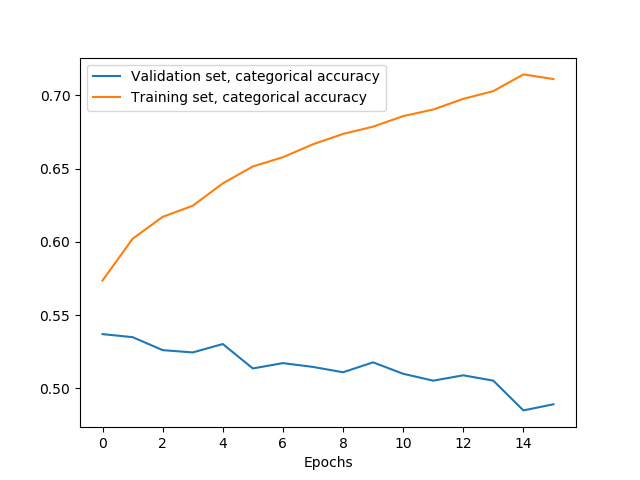 Validation set, categorical accuracy
Training set, categorical accuracy
0.70
0.65
0.60
0.55
0.50
0 2 4 6 8 10 12 14
Epochs